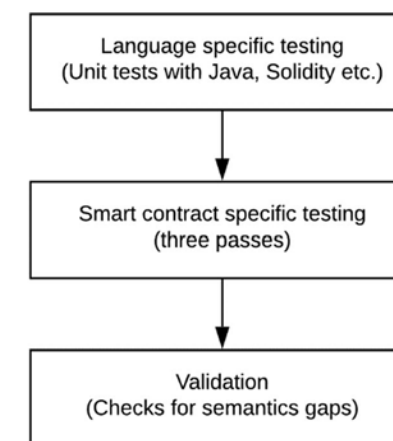 Language specific testing
(Unit tests with Java, Solidity etc.)
Smart contract specific testing
(three passes)
Validation
(Checks for semantics gaps)